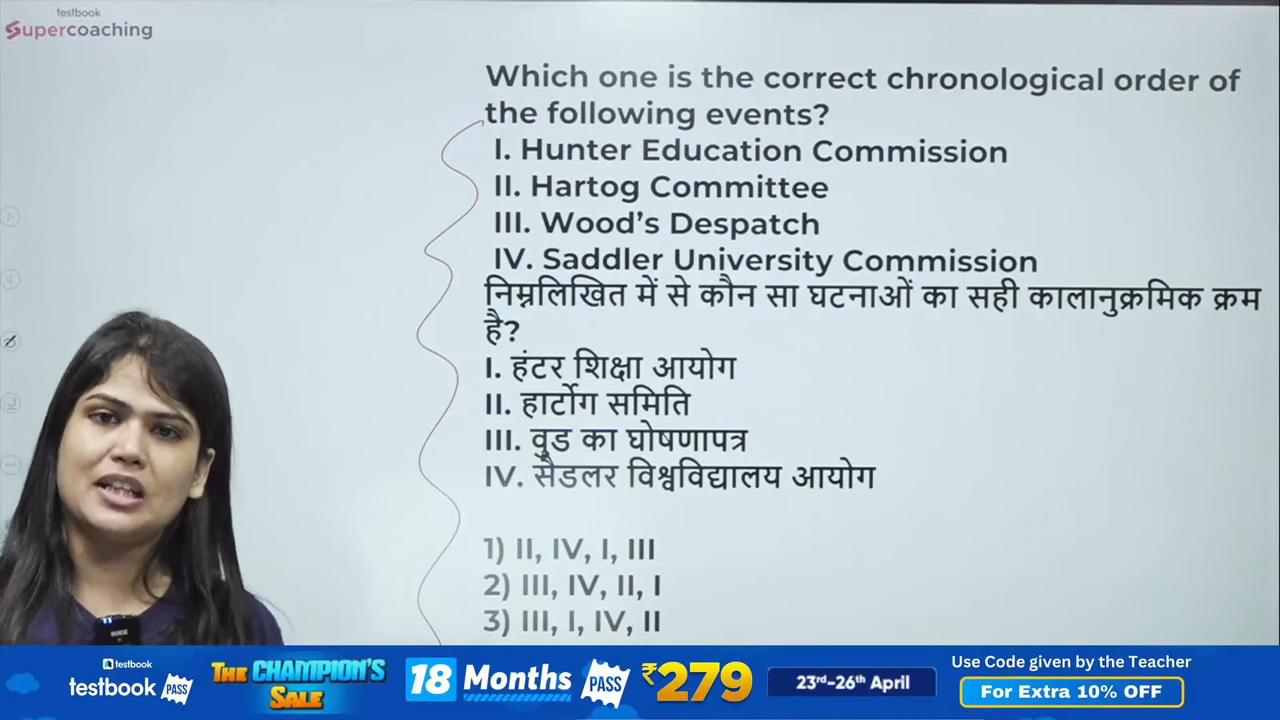 testbook
Supercoaching
Which one is the correct chronological order of
the following events?
I. Hunter Education Commission
II. Hartog Committee
III. Wood's Despatch
IV. Saddler University Commission
निम्नलिखित में से कौन सा घटनाओं का सही कालानुक्रमिक क्रम
है?
I. हंटर शिक्षा आयोग
II. हार्टोग समिति
III. वुड का घोषणापत्र
IV. सैडलर विश्वविद्यालय आयोग
1) II, IV, I, III
2) III, IV, II, I
3) III, I, IV, II
testbook
testbook PASS
THE CHAMPION'S
SALE
18 Months PASS ₹279
23rd-26th April
Use Code given by the Teacher
For Extra 10% OFF